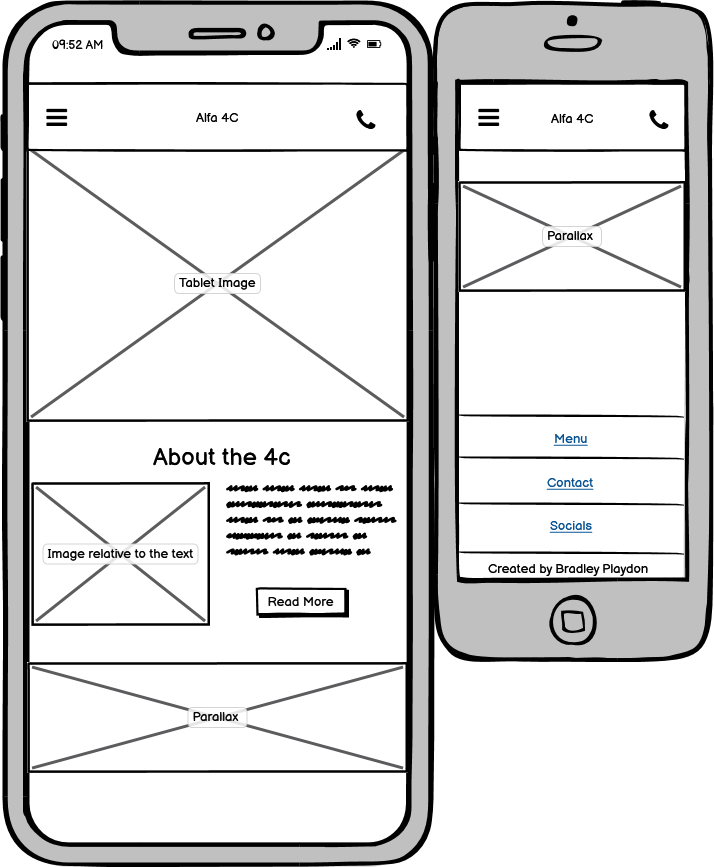 09:52 AM
Alfa 4C
Tablet Image
About the 4c
Image relative to the text
Read More
Parallax
Alfa 4C
Parallax
Menu
Contact
Socials
Created by Bradley Playdon